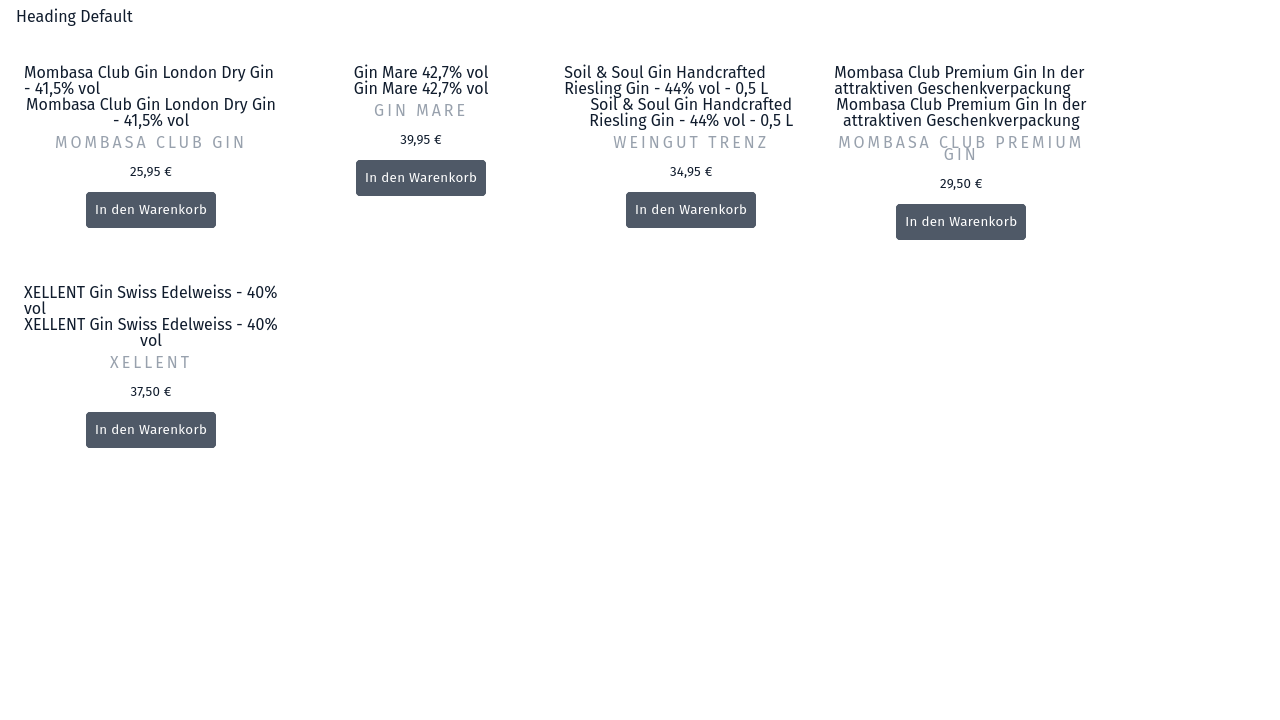 Heading Default
Mombasa Club Gin London Dry Gin
- 41,5% vol
Mombasa Club Gin London Dry Gin
- 41,5% vol
MOMBASA CLUB GIN
25,95 €
In den Warenkorb
Gin Mare 42,7% vol
Gin Mare 42,7% vol
GIN MARE
39,95 €
In den Warenkorb
Soil & Soul Gin Handcrafted
Riesling Gin - 44% vol - 0,5 L
Soil & Soul Gin Handcrafted
Riesling Gin - 44% vol - 0,5 L
WEINGUT TRENZ
34,95 €
In den Warenkorb
Mombasa Club Premium Gin In der
attraktiven Geschenkverpackung
Mombasa Club Premium Gin In der
attraktiven Geschenkverpackung
MOMBASA CLUB PREMIUM
GIN
29,50 €
In den Warenkorb
XELLENT Gin Swiss Edelweiss - 40%
vol
XELLENT Gin Swiss Edelweiss - 40%
vol
XELLENT
37,50 €
In den Warenkorb